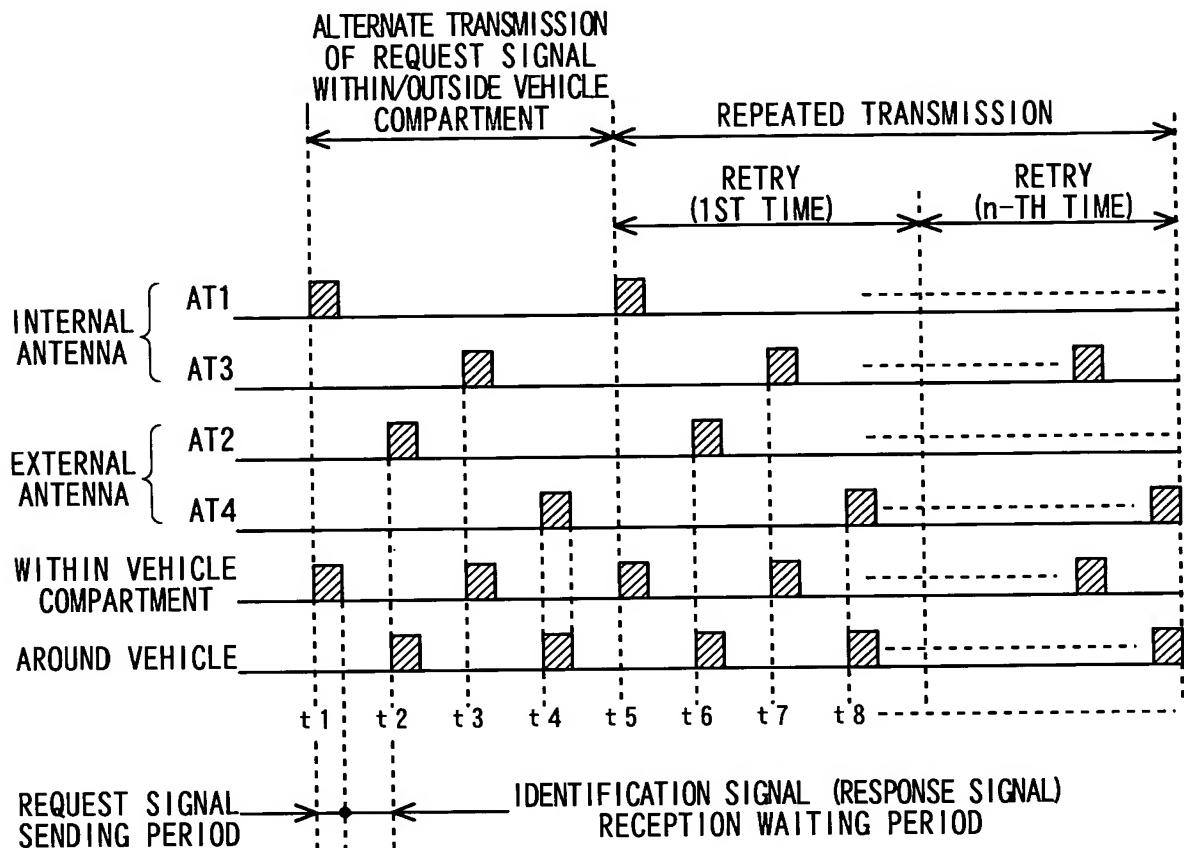 ALTERNATE TRANSMISSION
OF REQUEST SIGNAL
WITHIN/OUTSIDE VEHICLE
COMPARTMENT
REPEATED TRANSMISSION
RETRY
(1ST TIME)
RETRY
(n-TH TIME)
INTERNAL
ANTENNA
AT1
AT3
EXTERNAL
ANTENNA
AT2
AT4
WITHIN VEHICLE
COMPARTMENT
AROUND VEHICLE
t1 t2 t3 t4 t5 t6 t7 t8
REQUEST SIGNAL
SENDING PERIOD
IDENTIFICATION SIGNAL (RESPONSE SIGNAL)
RECEPTION WAITING PERIOD